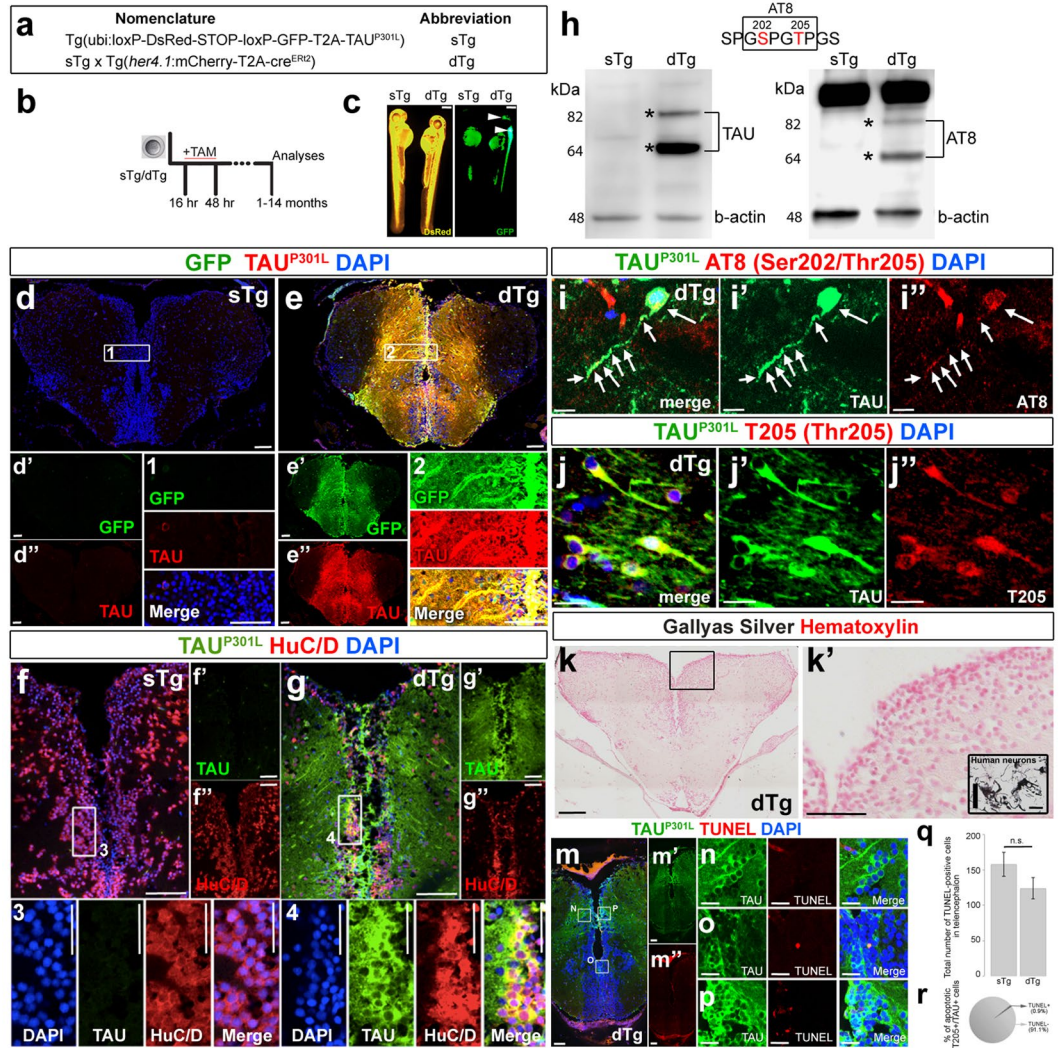 a
Nomenclature Abbreviation
Tg(ubi:loxP-DsRed-STOP-loxP-GFP-T2A-TAUP301L) sTg
sTg x Tg(her4.1:mCherry-T2A-creERt2) dTg
b
+TAM
sTg/dTg
Analyses
16 hr 48 hr 1-14 months
c
sTg dTg sTg dTg
DsRed GFP
h
AT8
202 205
SPGSPGTPGS
sTg dTg
kDa
82
64
48
*
*
TAU
b-actin
sTg dTg
kDa
82
64
48
*
*
AT8
b-actin
GFP TAUP301L DAPI
d sTg
1
e dTg
2
d'
GFP
d''
TAU
1
GFP
TAU
Merge
e'
GFP
e''
TAU
2
GFP
TAU
Merge
TAUP301L AT8 (Ser202/Thr205) DAPI
i dTg
merge
i'
TAU
i''
AT8
TAUP301L T205 (Thr205) DAPI
j dTg
merge
j'
TAU
j''
T205
TAUP301L HuC/D DAPI
f sTg
3
f'
TAU
f''
HuC/D
g dTg
4
g'
TAU
g''
HuC/D
3
DAPI
TAU
HuC/D
Merge
4
DAPI
TAU
HuC/D
Merge
Gallyas Silver Hematoxylin
k
dTg
k'
Human neurons
l
TAUP301L TUNEL DAPI
m
N P
O
dTg
m'
m''
n
TAU TUNEL Merge
o
TAU TUNEL Merge
p
TAU TUNEL Merge
q
Total number of TUNEL-positive cells
in telencephalon
200
150
100
50
0
n.s.
sTg dTg
r
% of apoptotic
T205+/TAU+ cells
TUNEL+
(0.9%)
TUNEL-
(91.1%)